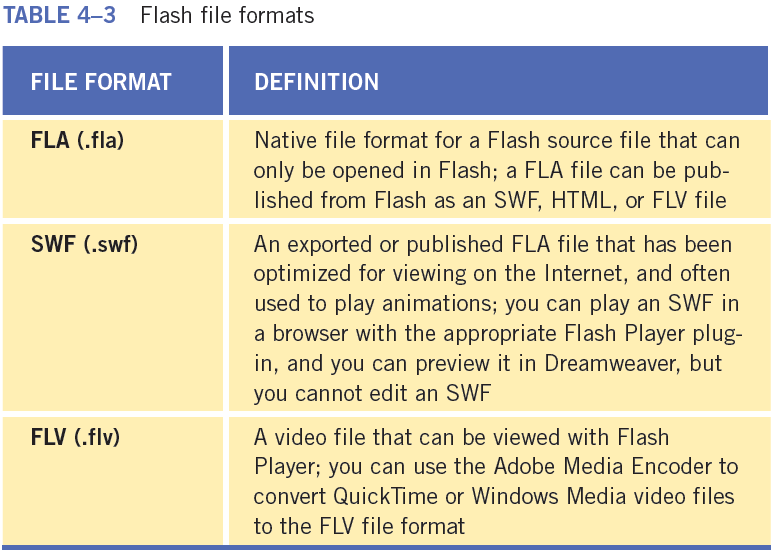 TABLE 4–3 Flash file formats
FILE FORMAT DEFINITION
FLA (.fla)
Native file format for a Flash source file that can
only be opened in Flash; a FLA file can be pub-
lished from Flash as an SWF, HTML, or FLV file
SWF (.swf)
An exported or published FLA file that has been
optimized for viewing on the Internet, and often
used to play animations; you can play an SWF in
a browser with the appropriate Flash Player plug-
in, and you can preview it in Dreamweaver, but
you cannot edit an SWF
FLV (.flv)
A video file that can be viewed with Flash
Player; you can use the Adobe Media Encoder to
convert QuickTime or Windows Media video files
to the FLV file format